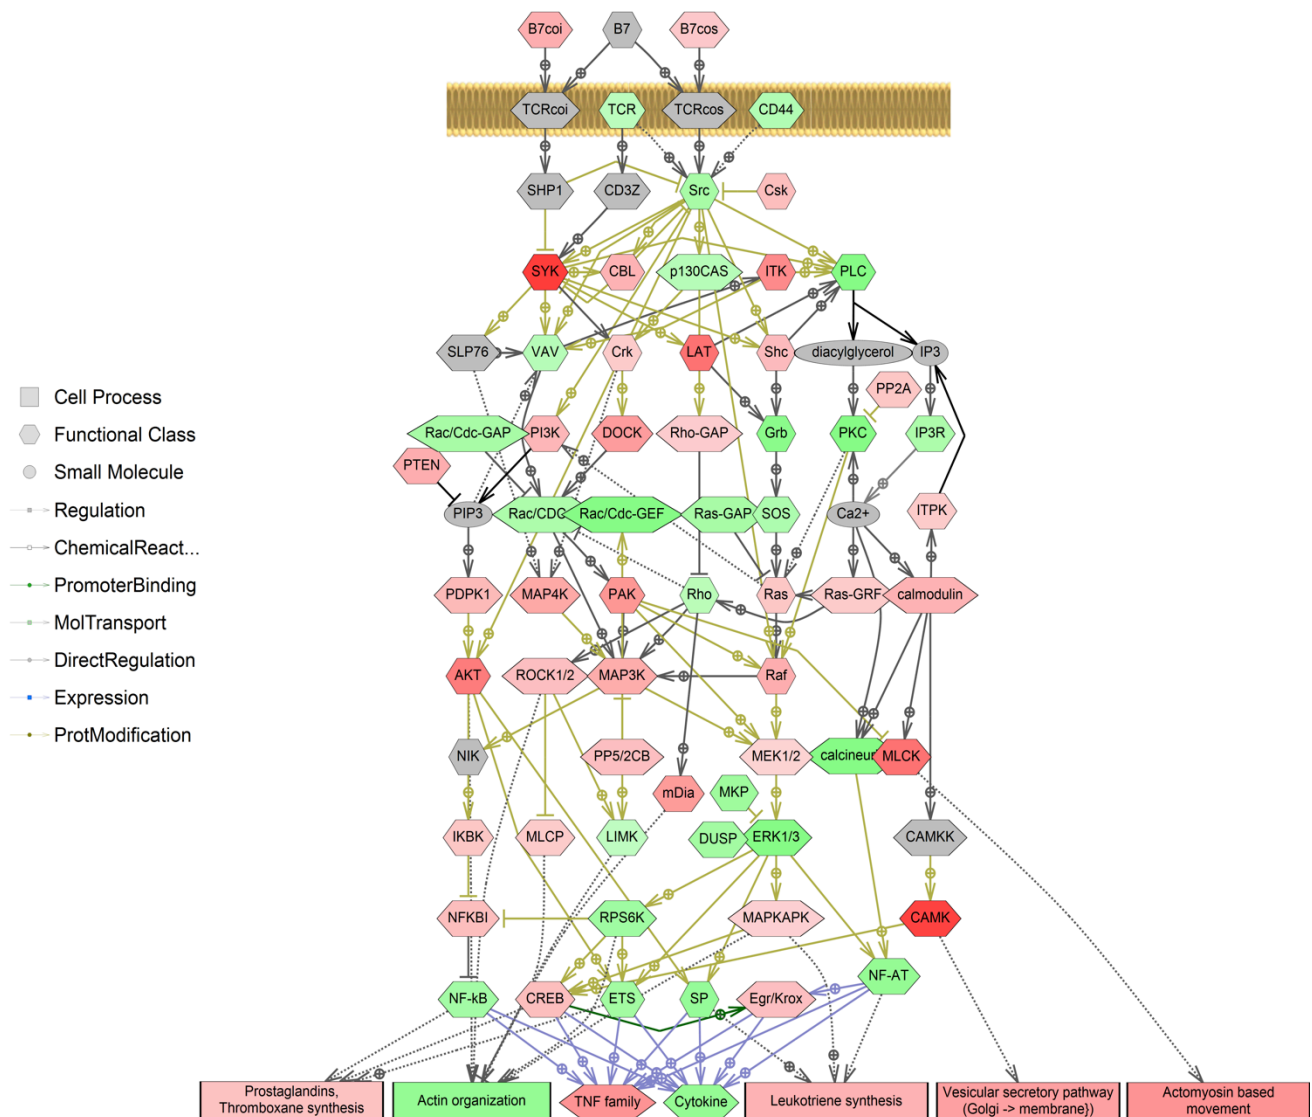 B7coi
B7
B7cos
TCRcoi
TCR
TCRcos
CD44
SHP1
CD3Z
Src
Csk
SYK
CBL
p130CAS
ITK
PLC
SLP76
VAV
Crk
LAT
Shc
diacylglycerol
IP3
PP2A
Rac/Cdc-GAP
PI3K
DOCK
Rho-GAP
Grb
PKC
IP3R
PTEN
PIP3
Rac/CDC
Rac/Cdc-GEF
Ras-GAP
SOS
Ca2+
ITPK
PDPK1
MAP4K
PAK
Rho
Ras
Ras-GRF
calmodulin
AKT
ROCK1/2
MAP3K
Raf
NIK
PP5/2CB
MEK1/2
calcineuri
MLCK
mDia
MKP
IKBK
MLCP
LIMK
DUSP
ERK1/3
CAMKK
NFKBI
RPS6K
MAPKAPK
CAMK
NF-AT
NF-kB
CREB
ETS
SP
Egr/Krox
Prostaglandins,
Thromboxane synthesis
Actin organization
TNF family
Cytokine
Leukotriene synthesis
Vesicular secretory pathway
(Golgi -> membrane})
Actomyosin based
movement
Cell Process
Functional Class
Small Molecule
Regulation
ChemicalReact...
PromoterBinding
MolTransport
DirectRegulation
Expression
ProtModification